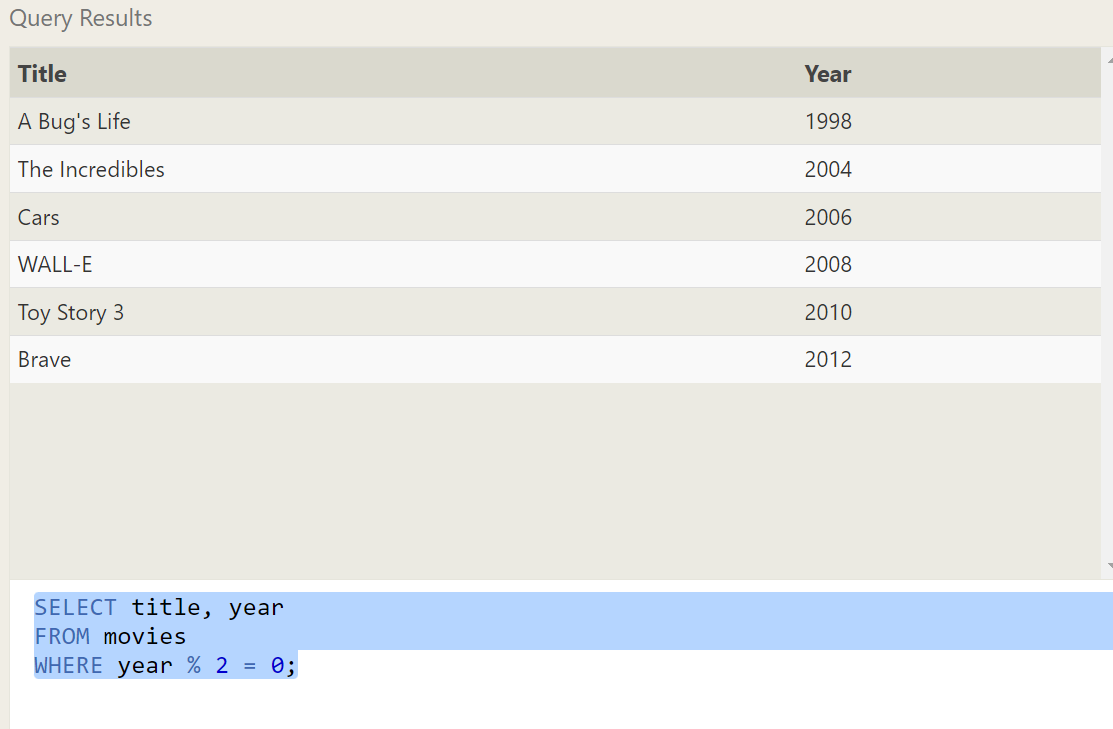 Query Results
Title Year
A Bug's Life 1998
The Incredibles 2004
Cars 2006
WALL-E 2008
Toy Story 3 2010
Brave 2012
SELECT title, year
FROM movies
WHERE year % 2 = 0;